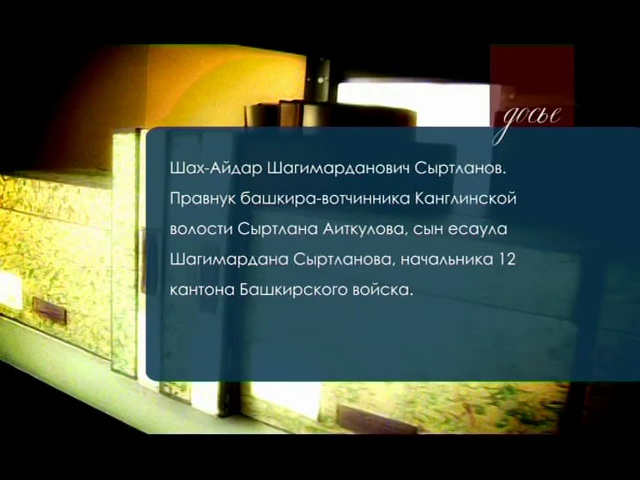 досье
Шах-Айдар Шагимарданович Сыртланов.
Правнук башкира-вотчинника Канглинской
волости Сыртлана Аиткулова, сын есаула
Шагимардана Сыртланова, начальника 12
кантона Башкирского войска.